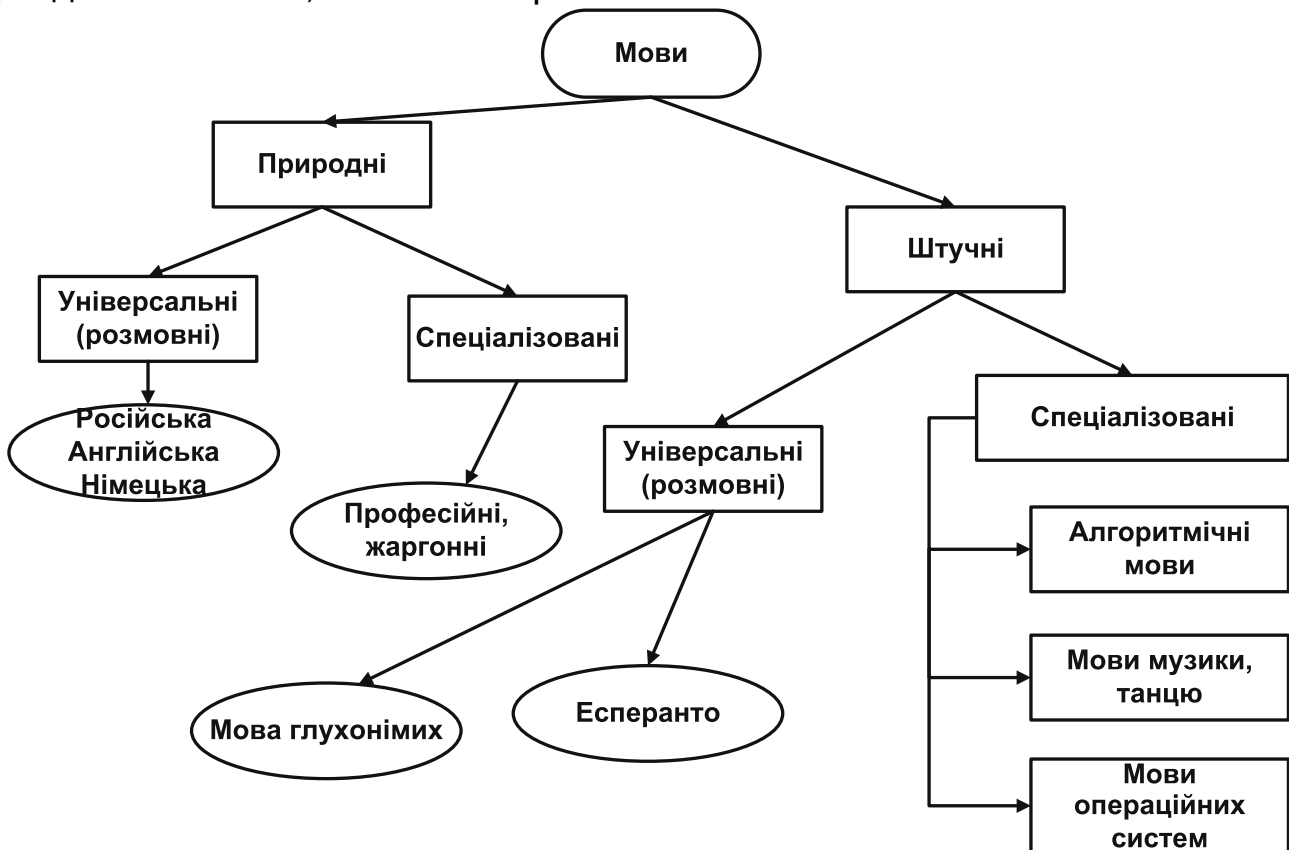 Мови
Природні
Штучні
Універсальні
(розмовні)
Спеціалізовані
Російська
Англійська
Німецька
Професійні,
жаргонні
Універсальні
(розмовні)
Спеціалізовані
Мова глухонімих
Есперанто
Алгоритмічні
мови
Мови музики,
танцю
Мови
операційних
систем